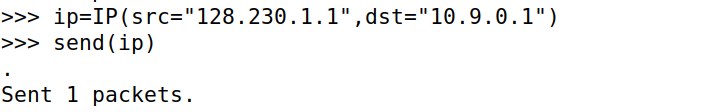 >>> ip=IP(src="128.230.1.1",dst="10.9.0.1")
>>> send(ip)
.
Sent 1 packets.